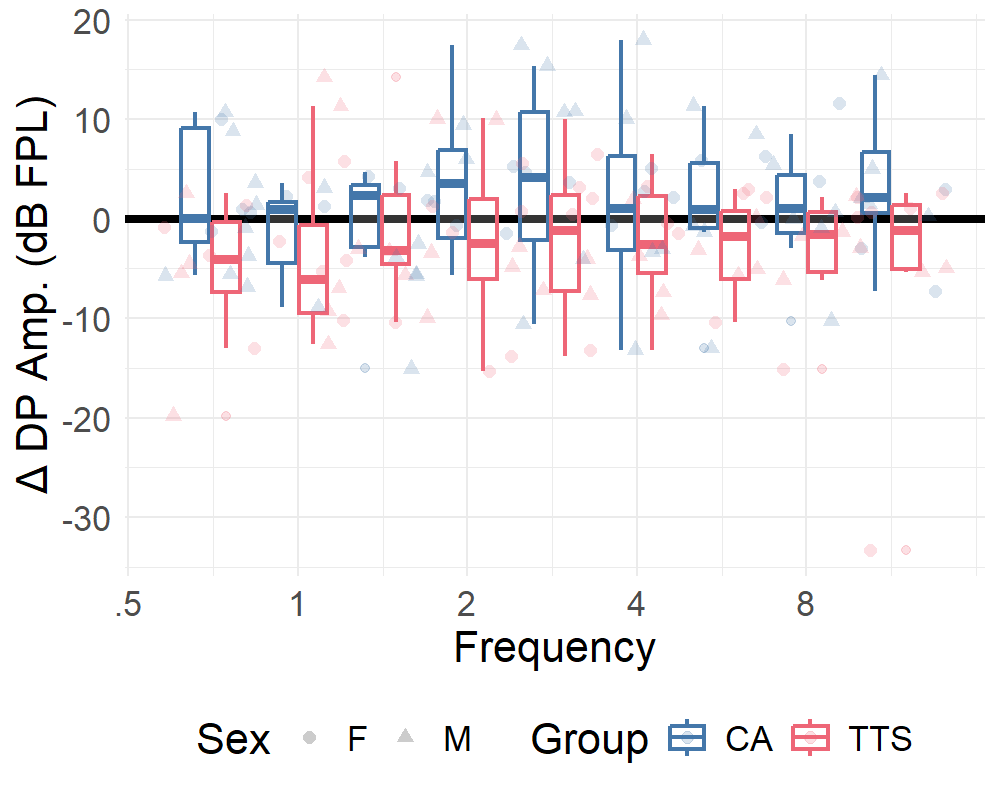 Δ DP Amp. (dB FPL)
20
10
0
-10
-20
-30
.5 1 2 4 8
Frequency
Sex F M Group CA TTS